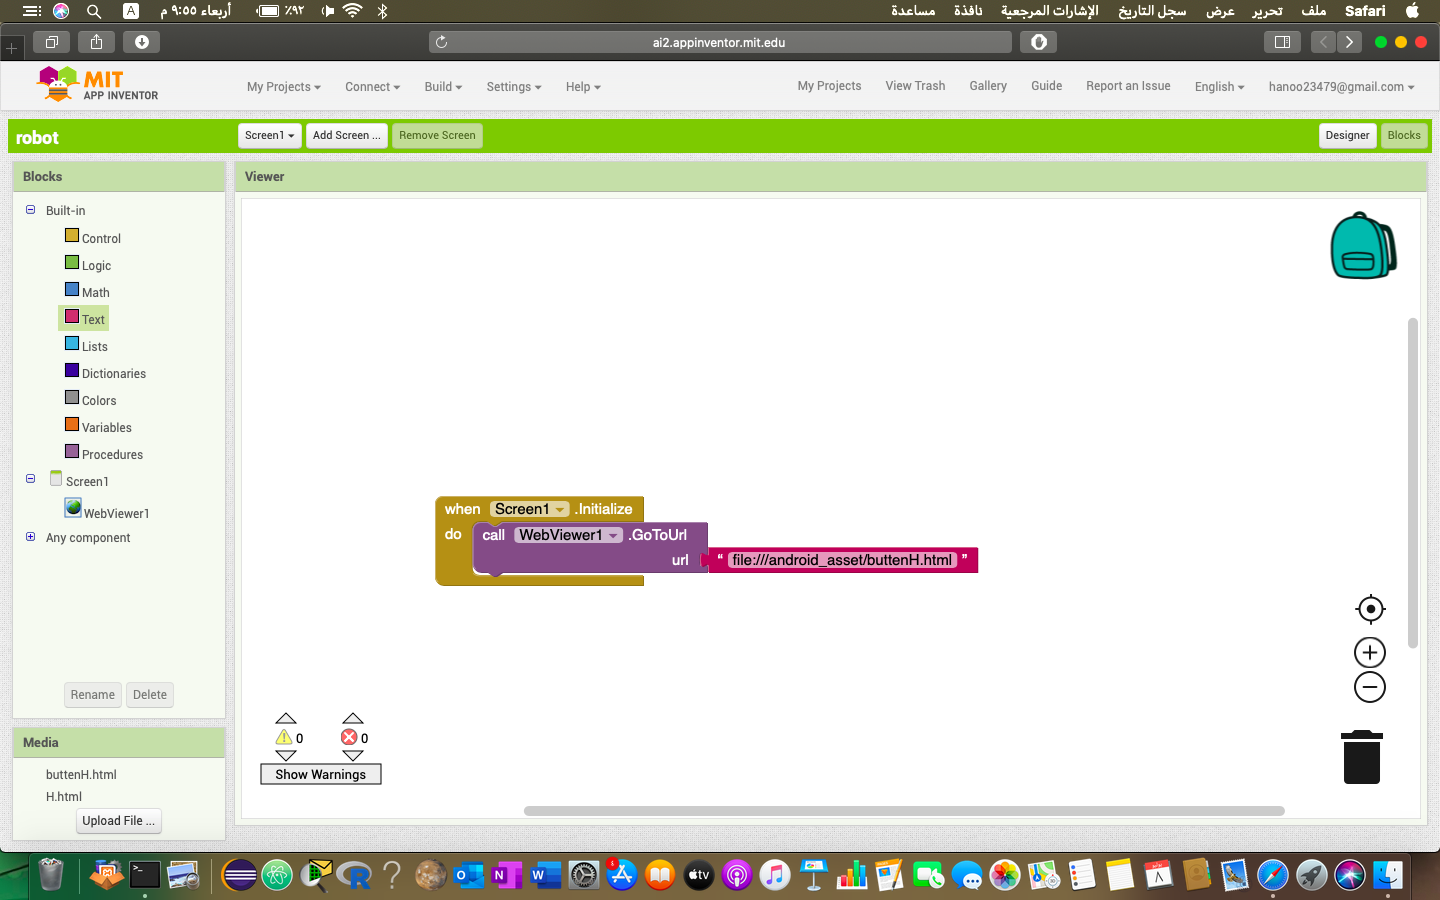 Safari ملف تحرير عرض سجل التاريخ الإشارات المرجعية نافذة مساعدة
٪٩٢ أربعاء ٩:٥٥ م
A
ai2.appinventor.mit.edu
MIT
APP INVENTOR
My Projects Connect Build Settings Help My Projects View Trash Gallery Guide Report an Issue English hanoo23479@gmail.com
robot
Screen1 Add Screen ... Remove Screen Designer Blocks
Blocks
Viewer
Built-in
Control
Logic
Math
Text
Lists
Dictionaries
Colors
Variables
Procedures
Screen1
WebViewer1
Any component
Rename Delete
when Screen1 .Initialize
do call WebViewer1 .GoToUrl
url “ file:///android_asset/buttenH.html ”
0 0
Show Warnings
Media
buttenH.html
H.html
Upload File ...